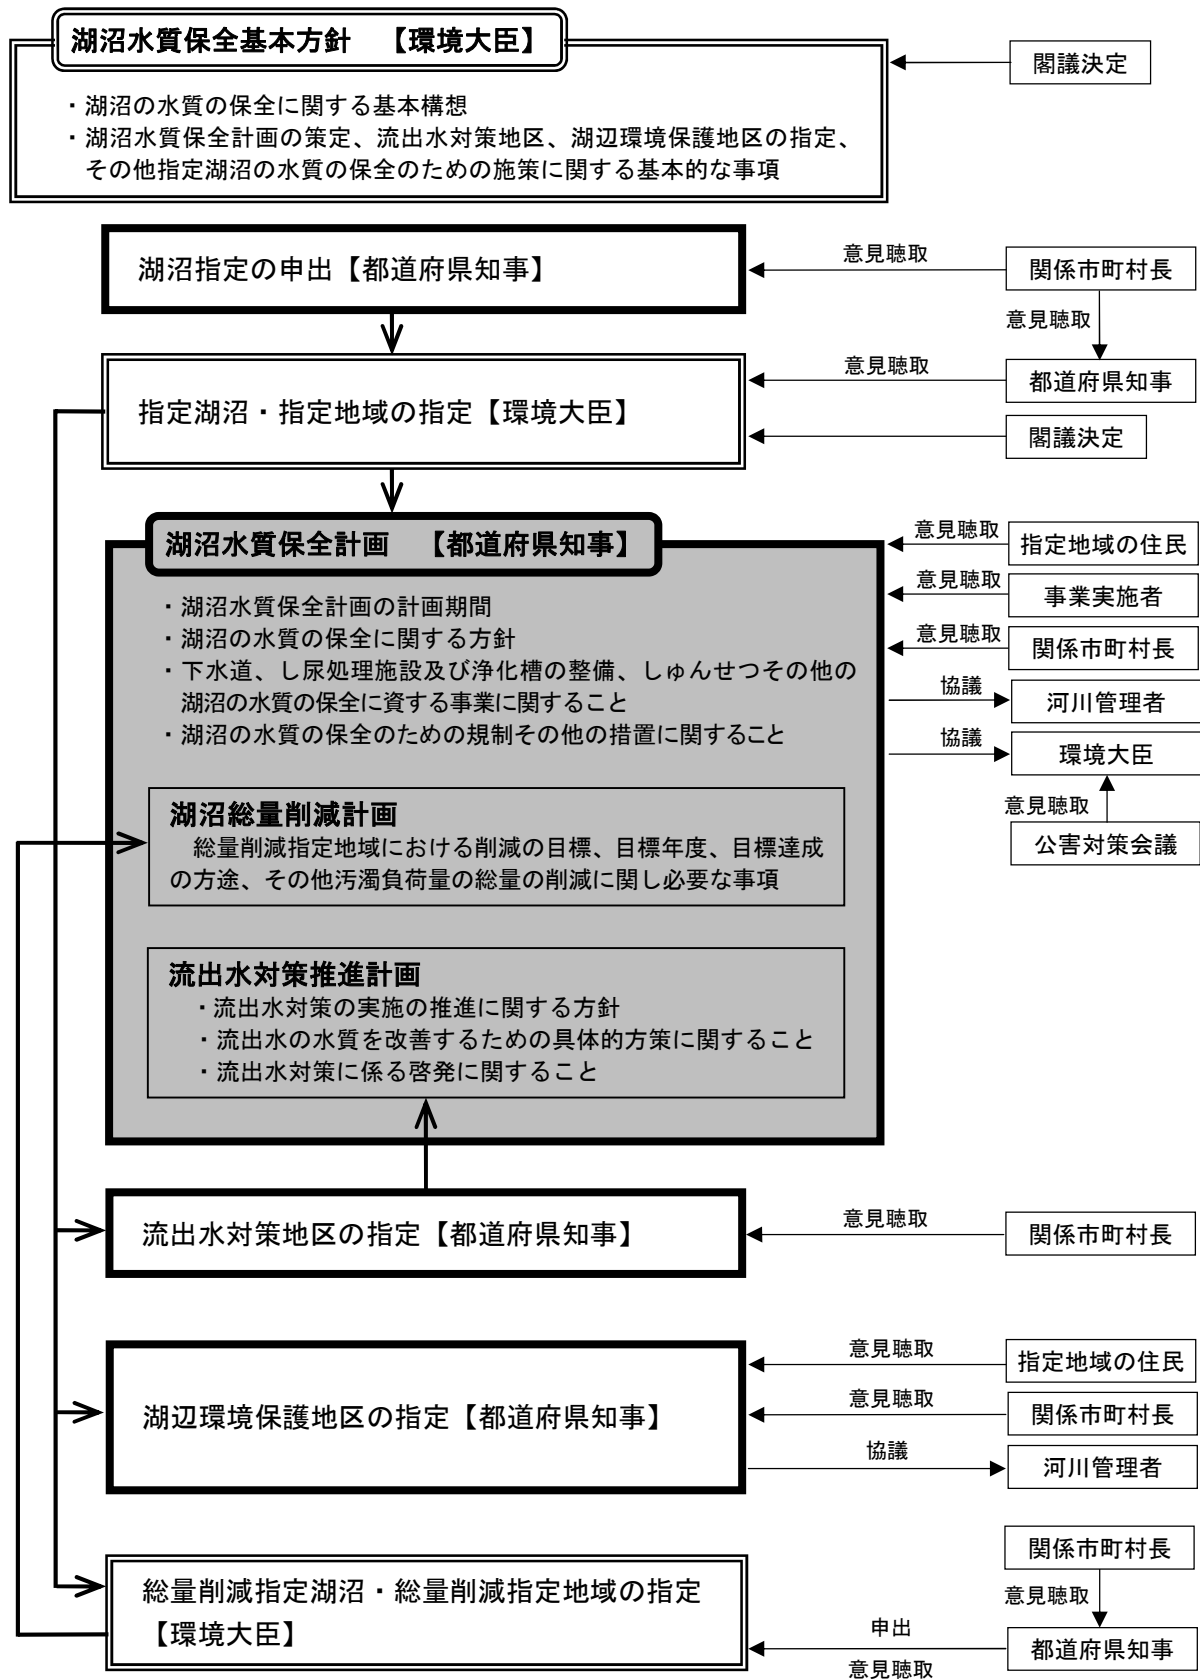 湖沼水質保全基本方針　【環境大臣】
閣議決定
・湖沼の水質の保全に関する基本構想
・湖沼水質保全計画の策定、流出水対策地区、湖辺環境保護地区の指定、
その他指定湖沼の水質の保全のための施策に関する基本的な事項
湖沼指定の申出【都道府県知事】
意見聴取
関係市町村長
意見聴取
指定湖沼・指定地域の指定【環境大臣】
意見聴取
都道府県知事
閣議決定
湖沼水質保全計画　【都道府県知事】
・湖沼水質保全計画の計画期間
・湖沼の水質の保全に関する方針
・下水道、し尿処理施設及び浄化槽の整備、しゅんせつその他の
湖沼の水質の保全に資する事業に関すること
・湖沼の水質の保全のための規制その他の措置に関すること
意見聴取
指定地域の住民
意見聴取
事業実施者
意見聴取
関係市町村長
協議
河川管理者
協議
環境大臣
意見聴取
公害対策会議
湖沼総量削減計画
総量削減指定地域における削減の目標、目標年度、目標達成
の方途、その他汚濁負荷量の総量の削減に関し必要な事項
流出水対策推進計画
・流出水対策の実施の推進に関する方針
・流出水の水質を改善するための具体的方策に関すること
・流出水対策に係る啓発に関すること
流出水対策地区の指定【都道府県知事】
意見聴取
関係市町村長
湖辺環境保護地区の指定【都道府県知事】
意見聴取
指定地域の住民
意見聴取
関係市町村長
協議
河川管理者
総量削減指定湖沼・総量削減指定地域の指定
【環境大臣】
関係市町村長
意見聴取
申出
意見聴取
都道府県知事